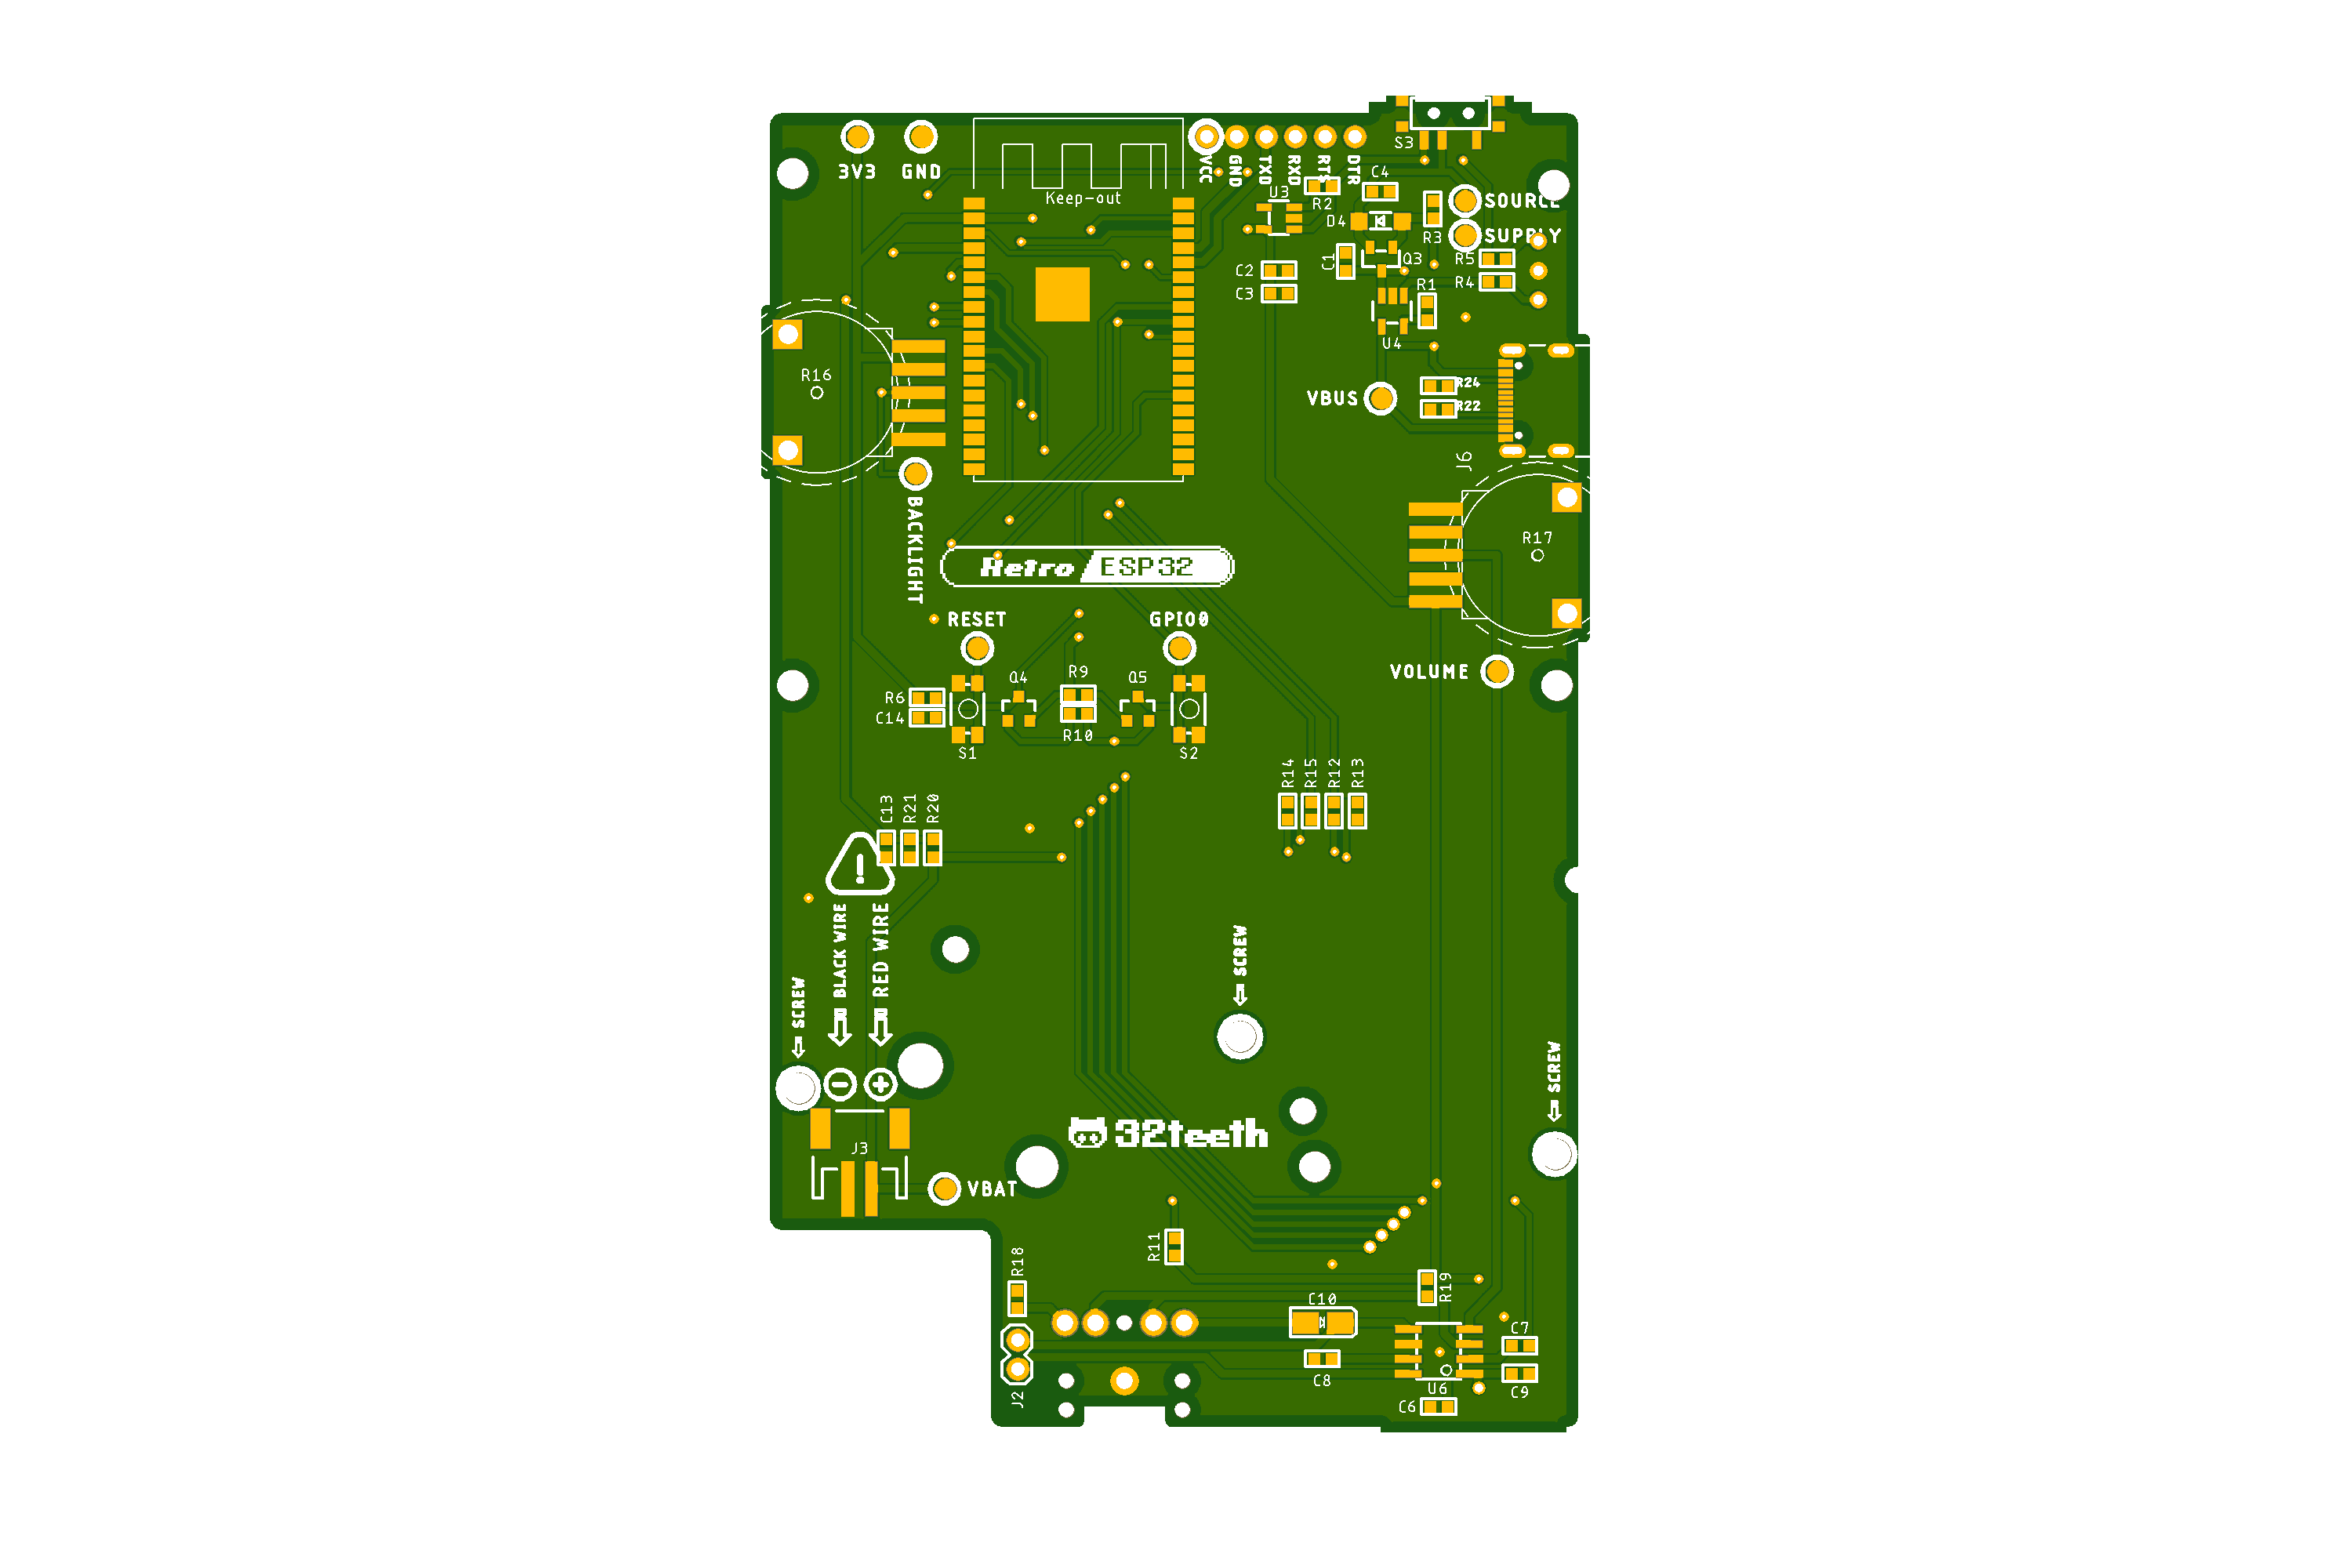 S3
3V3
GND
VCC
GND
TXD
RXD
RTS
DTR
C4
Keep-out
U3
R2
D4
R3
SOURCE
SUPPLY
Q3
R5
C1
C2
R4
C3
R1
U4
R16
R24
VBUS
R22
J6
BACKLIGHT
R17
Retro ESP32
RESET
GPIO0
VOLUME
Q4
R9
Q5
R6
C14
R10
S1
S2
R14
R15
R12
R13
C13
R21
R20
!
BLACK WIRE
RED WIRE
SCREW
SCREW
SCREW
- +
32teeth
J3
VBAT
R11
R18
R19
C10
C7
C8
U6
C9
J2
C6